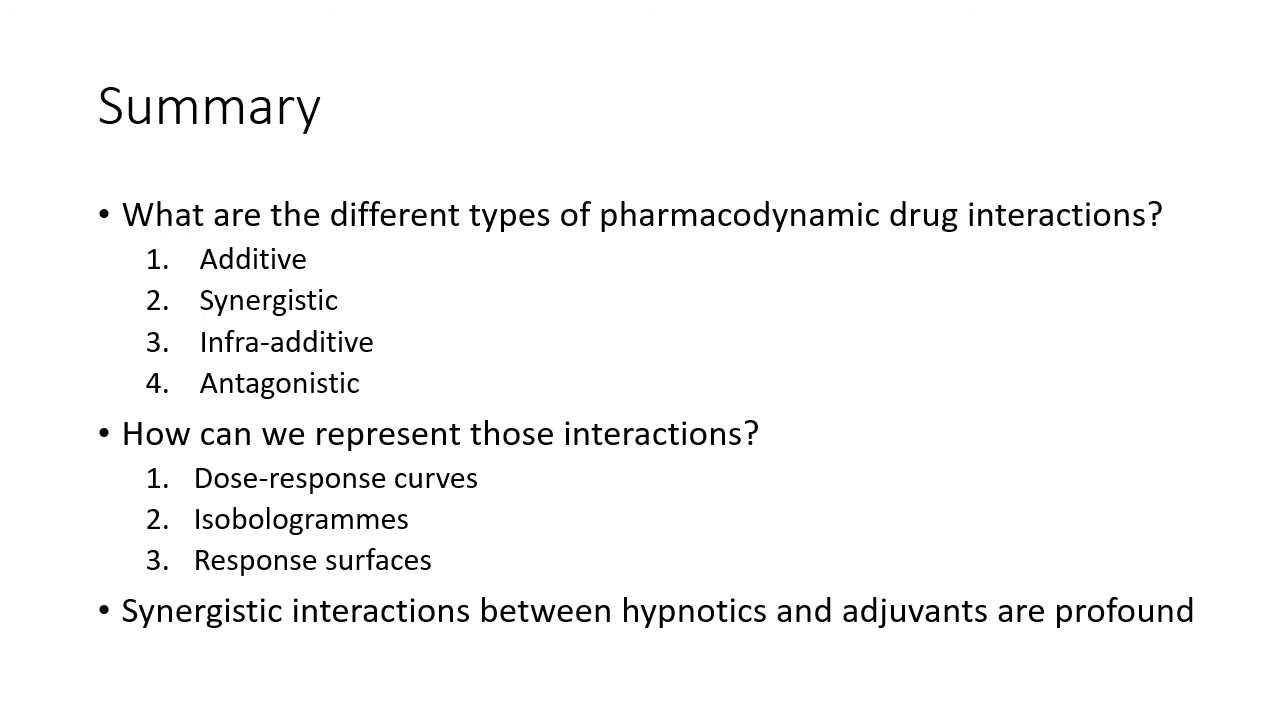 Summary
• What are the different types of pharmacodynamic drug interactions?
1. Additive
2. Synergistic
3. Infra-additive
4. Antagonistic
• How can we represent those interactions?
1. Dose-response curves
2. Isobologrammes
3. Response surfaces
• Synergistic interactions between hypnotics and adjuvants are profound